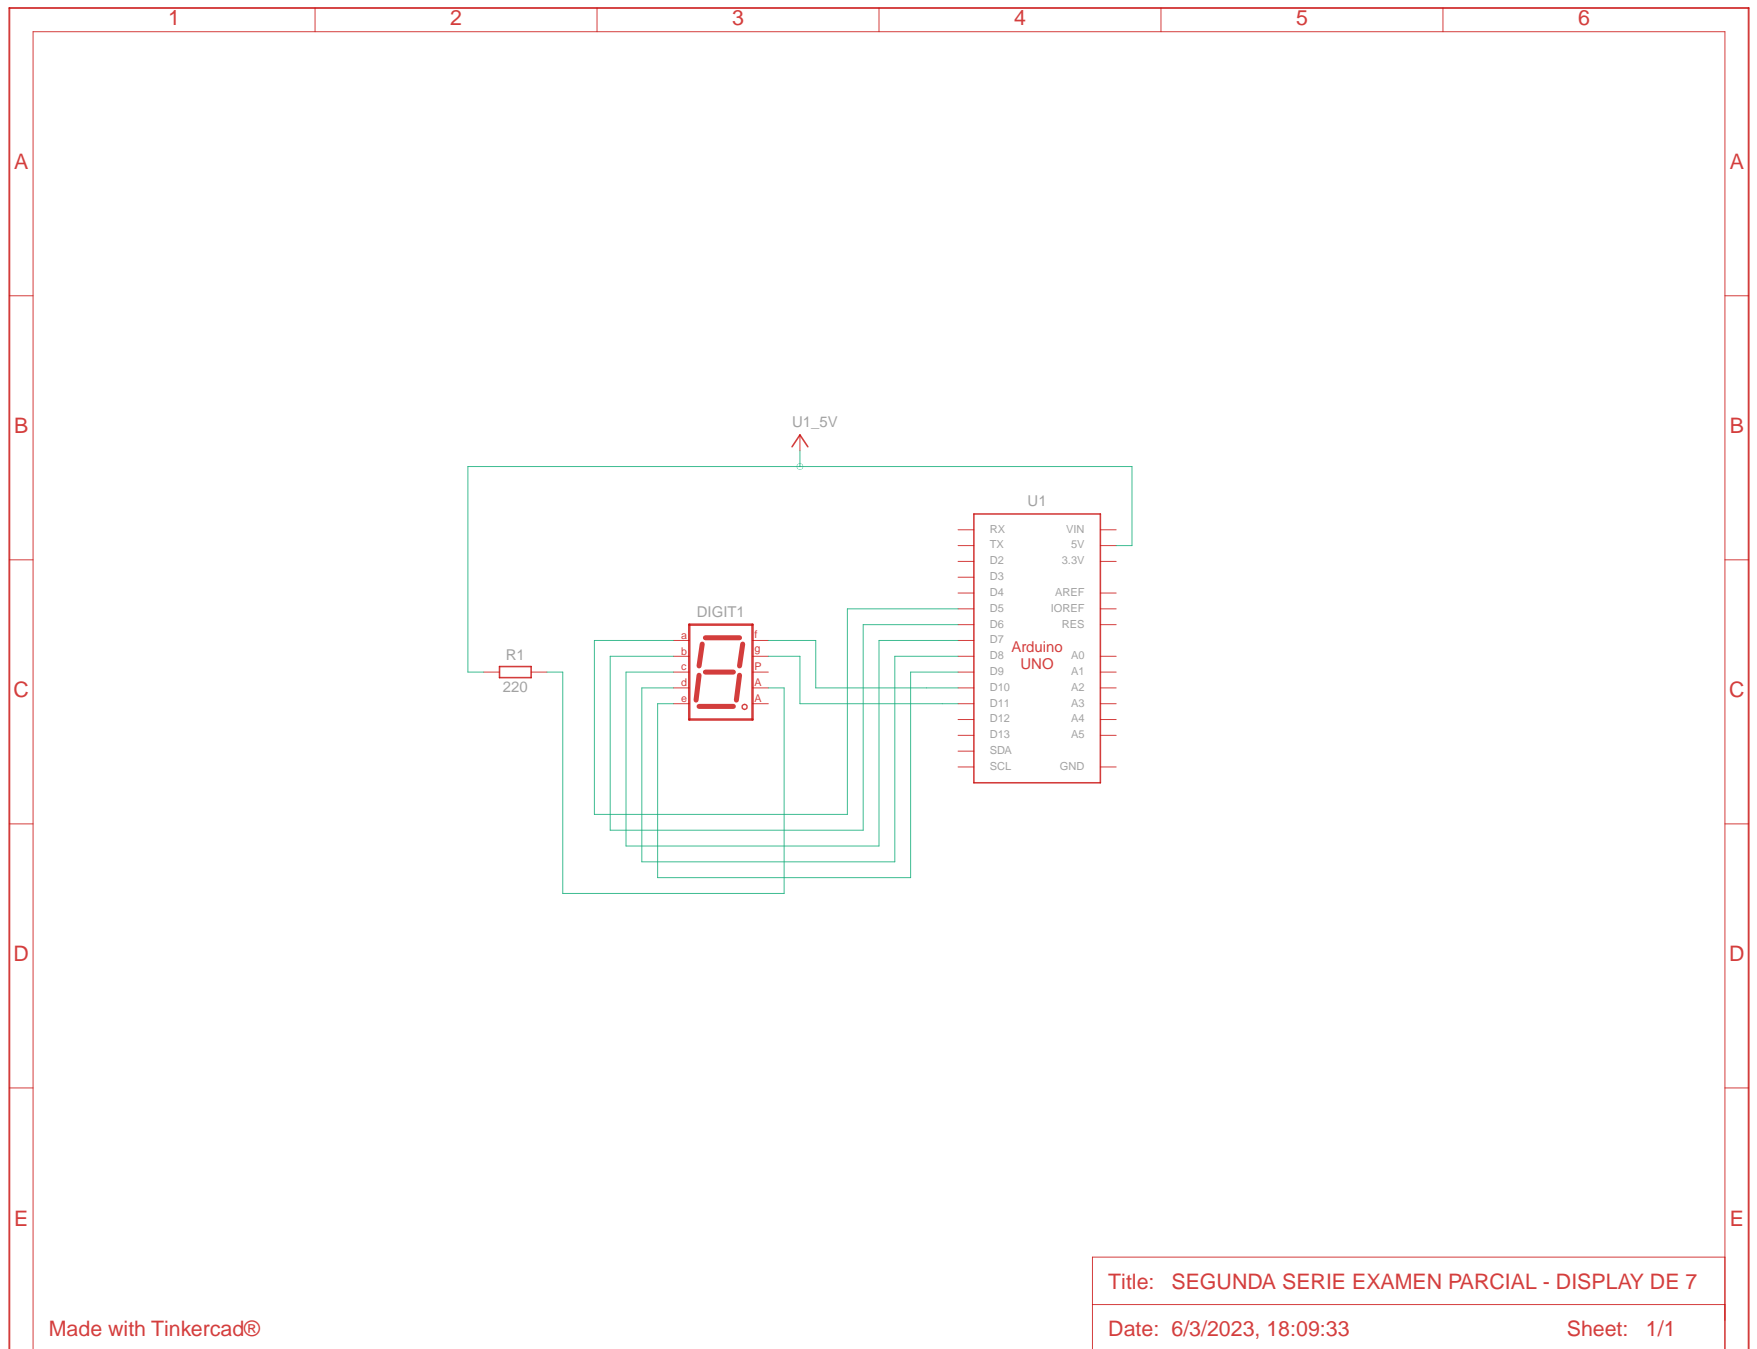 1 2 3 4 5 6
A A
B B
U1_5V
U1
RX VIN
TX 5V
D2 3.3V
D3
D4 AREF
D5 IOREF
D6 RES
D7
Arduino
UNO
D8 A0
D9 A1
D10 A2
D11 A3
D12 A4
D13 A5
SDA
SCL GND
DIGIT1
a f
b g
c P
d A
e A
R1
220
C C
D D
E E
Title: SEGUNDA SERIE EXAMEN PARCIAL - DISPLAY DE 7
Made with Tinkercad®
Date: 6/3/2023, 18:09:33 Sheet: 1/1